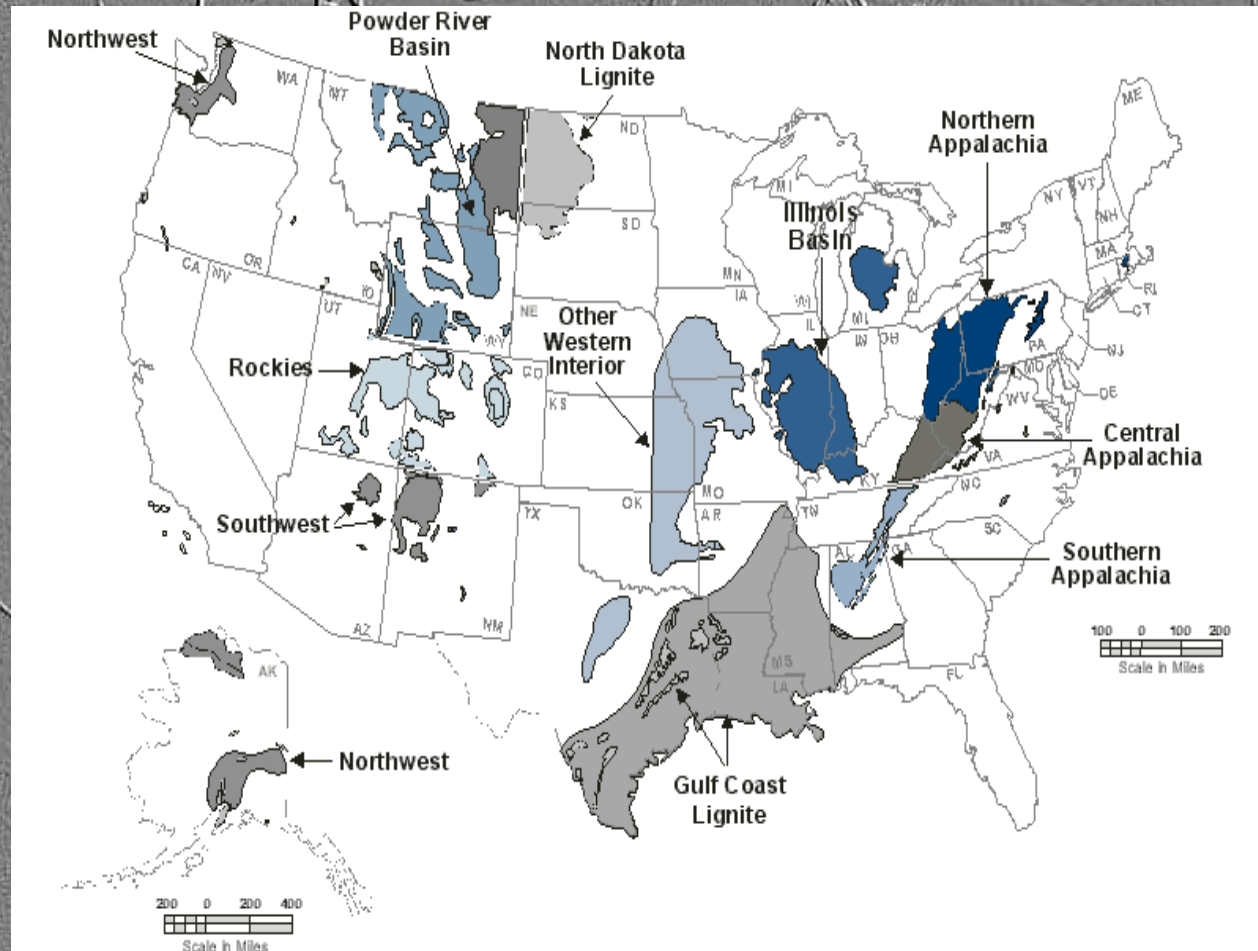 Northwest
Powder River
Basin
North Dakota
Lignite
Northern
Appalachia
Illinois
Basin
Other
Western
Interior
Rockies
Central
Appalachia
Southwest
Southern
Appalachia
Northwest
Gulf Coast
Lignite
WA
MT
ND
ME
MI
NY
VT
NH
SD
MA
OR
CA
NV
ID
MN
IA
WI
MI
RI
CT
UT
WY
NE
IL
IN
OH
PA
NJ
CO
MD
DE
WV
KS
KY
VA
NC
OK
MO
TN
TX
AR
SC
AL
GA
AZ
NM
MS
LA
FL
AK
100 0 100 200
Scale in Miles
200 0 200 400
Scale in Miles